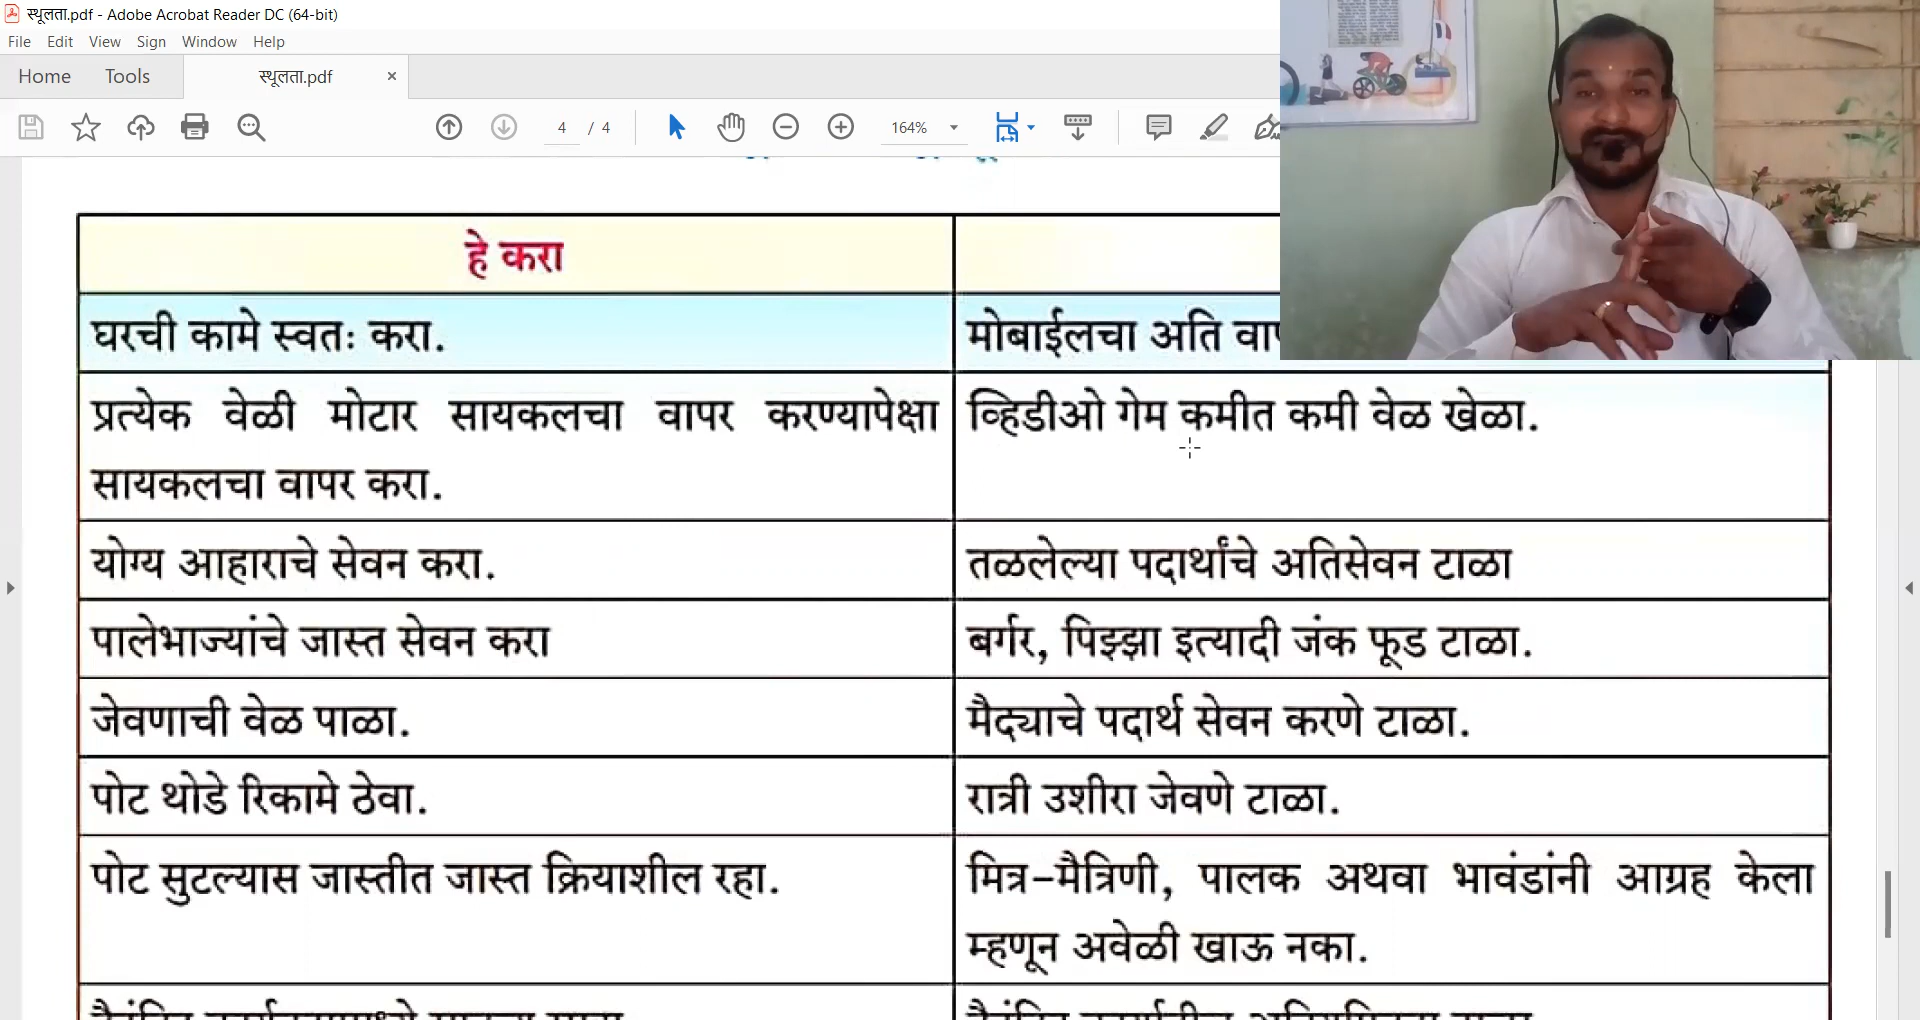 स्थूलता.pdf - Adobe Acrobat Reader DC (64-bit)
File Edit View Sign Window Help
Home Tools स्थूलता.pdf ×
4 / 4 164%
हे करा
घरची कामे स्वतः करा.
मोबाईलचा अति
प्रत्येक वेळी मोटार सायकलचा वापर करण्यापेक्षा
सायकलचा वापर करा.
व्हिडीओ गेम कमीत कमी वेळ खेळा.
योग्य आहाराचे सेवन करा.
तळलेल्या पदार्थांचे अतिसेवन टाळा
पालेभाज्यांचे जास्त सेवन करा
बर्गर, पिझ्झा इत्यादी जंक फूड टाळा.
जेवणाची वेळ पाळा.
मैद्याचे पदार्थ सेवन करणे टाळा.
पोट थोडे रिकामे ठेवा.
रात्री उशीरा जेवणे टाळा.
पोट सुटल्यास जास्तीत जास्त क्रियाशील रहा.
मित्र-मैत्रिणी, पालक अथवा भावंडांनी आग्रह केला
म्हणून अवेळी खाऊ नका.